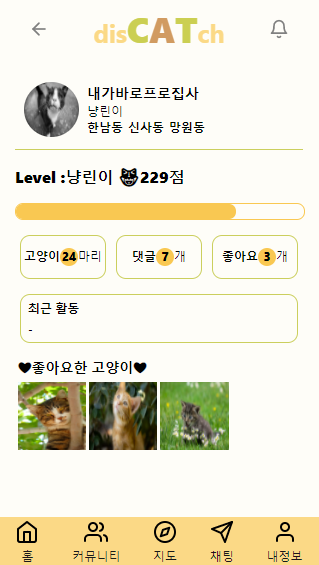 disCATch
내가바로프로집사
냥린이
한남동 신사동 망원동
Level :냥린이 229점
고양이24마리 댓글7개 좋아요3개
최근 활동
-
♥좋아요한 고양이♥
홈 커뮤니티 지도 채팅 내정보